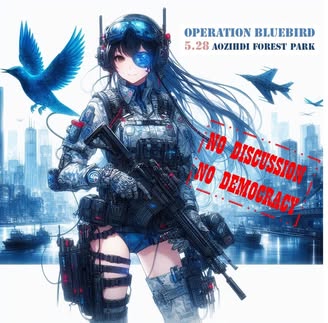 OPERATION BLUEBIRD
5.28 AOZIHDI FOREST PARK
NO DISCUSSION
NO DEMOCRACY